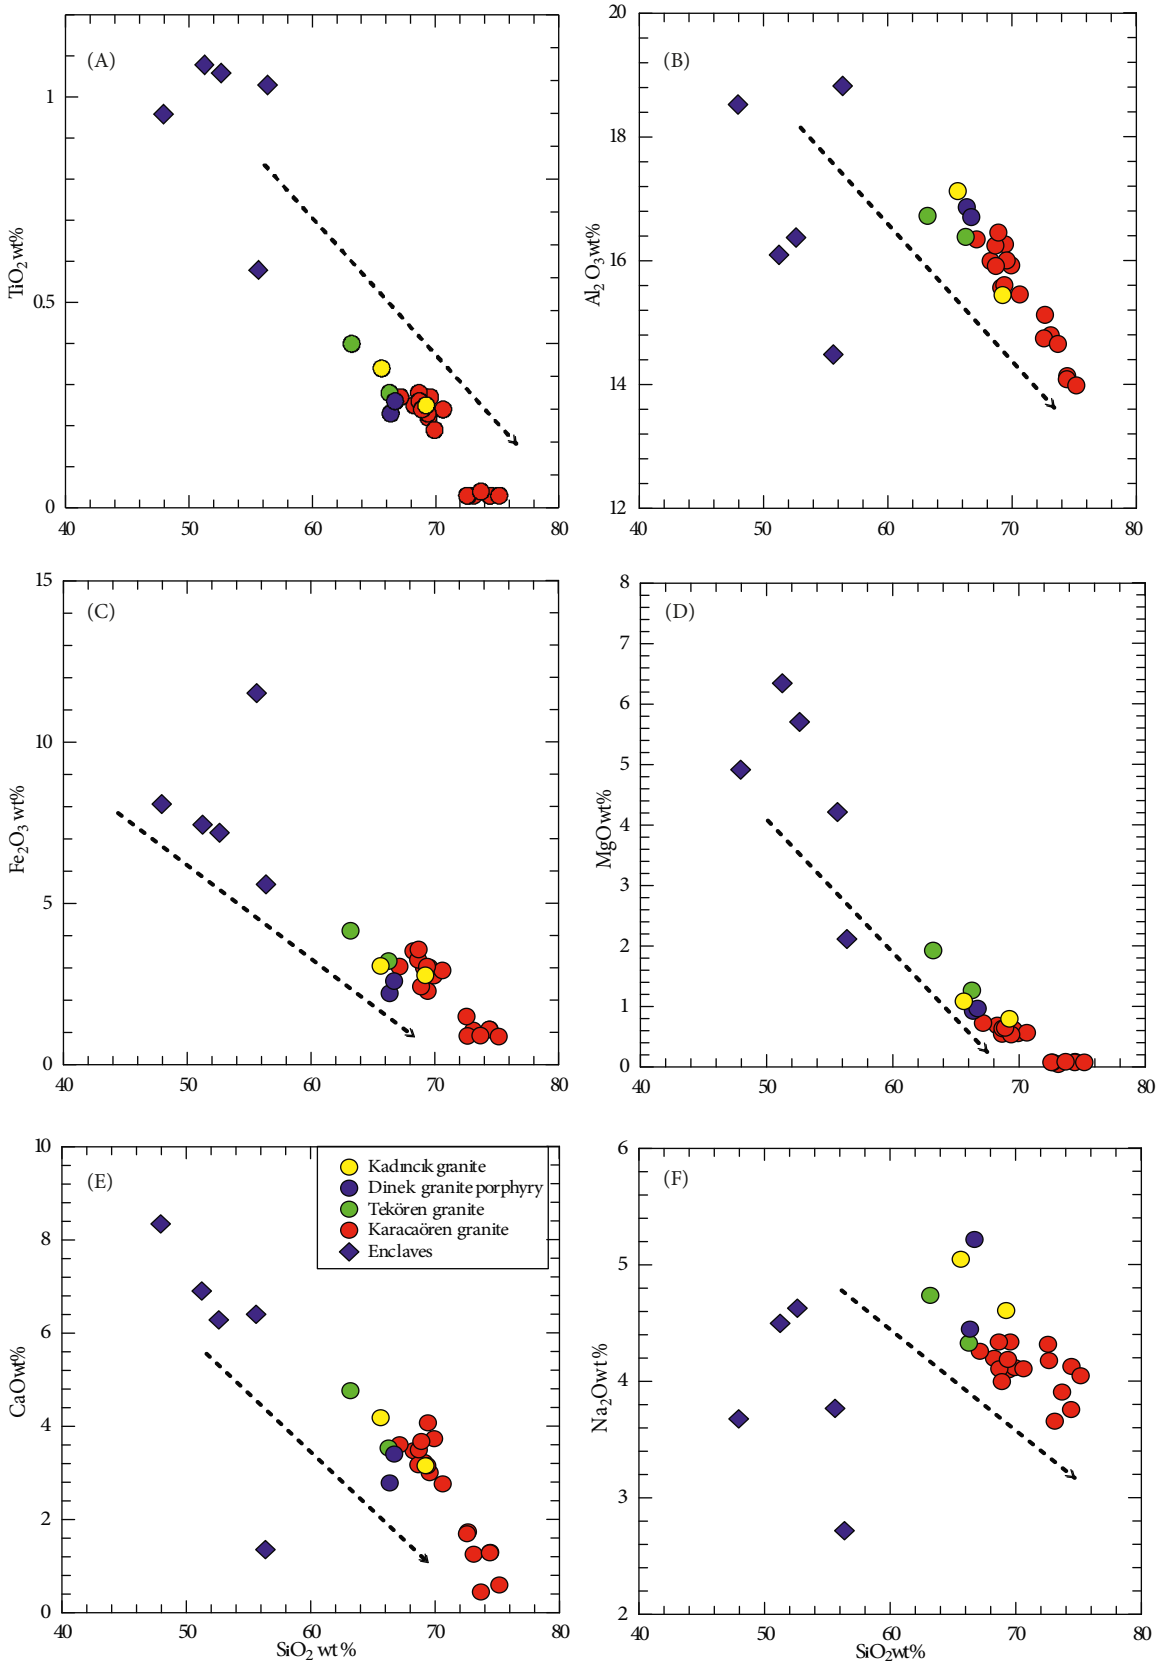 (A)
1
0.5
0
TiO2 wt%
40 50 60 70 80
(B)
20
18
16
14
12
Al2 O3 wt%
40 50 60 70 80
(C)
15
10
5
0
Fe2O3 wt%
40 50 60 70 80
(D)
8
7
6
5
4
3
2
1
0
MgO wt%
40 50 60 70 80
(E)
10
8
6
4
2
0
CaO wt%
Kadıncık granite
Dinek granite porphyry
Tekören granite
Karacaören granite
Enclaves
40 50 60 70 80
SiO2 wt%
(F)
6
5
4
3
2
Na2O wt%
40 50 60 70 80
SiO2 wt%